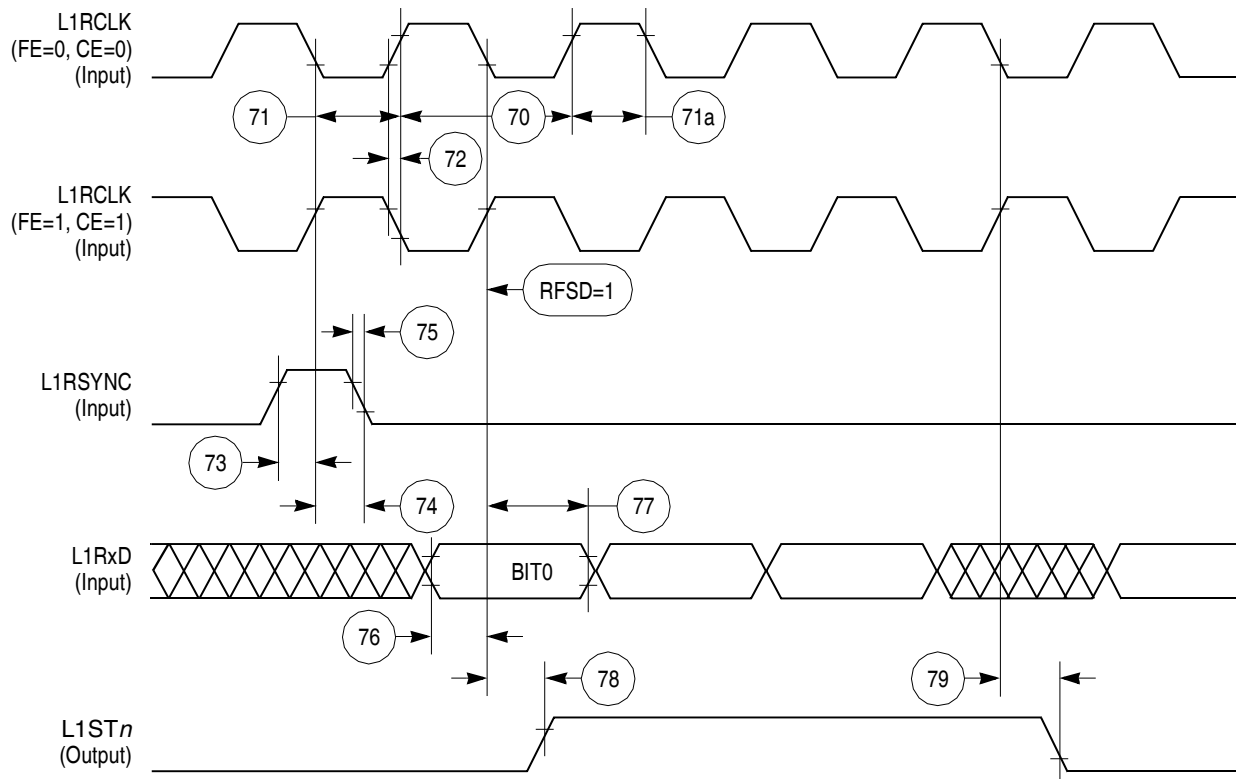 L1RCLK
(FE=0, CE=0)
(Input)
71
70
71a
72
L1RCLK
(FE=1, CE=1)
(Input)
RFSD=1
75
L1RSYNC
(Input)
73
74
77
L1RxD
(Input)
BIT0
76
78
79
L1STn
(Output)